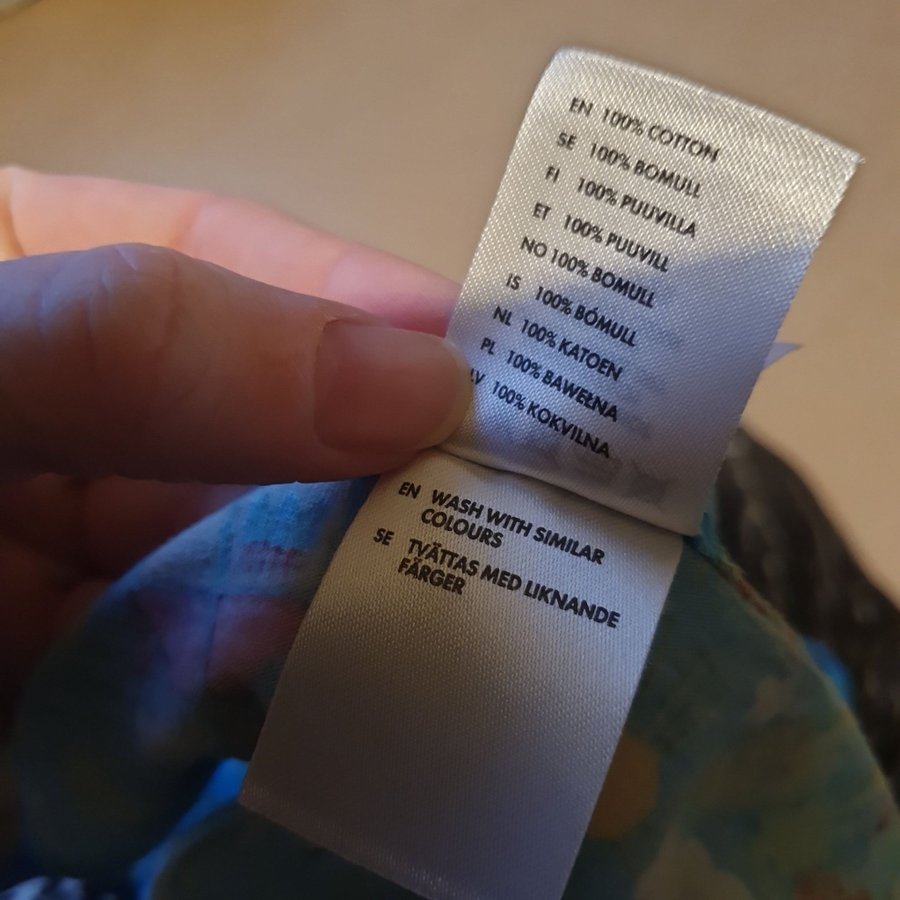 EN 100% COTTON
SE 100% BOMULL
FI 100% PUUVILLA
ET 100% PUUVILL
NO 100% BOMULL
IS 100% BÓMULL
NL 100% KATOEN
PL 100% BAWEŁNA
LV 100% KOKVILNA
EN WASH WITH SIMILAR
COLOURS
SE TVÄTTAS MED LIKNANDE
FÄRGER